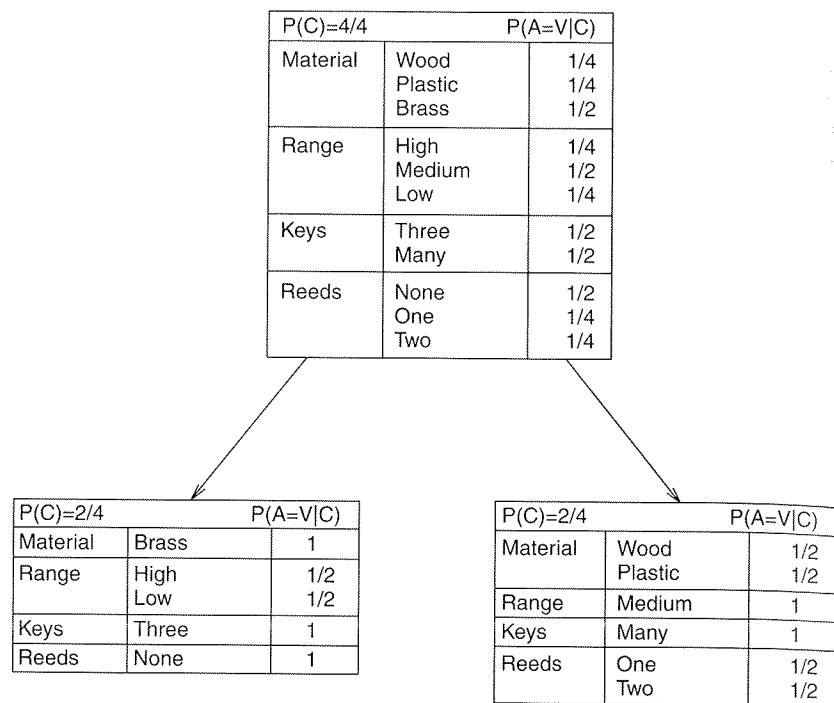 P(C)=4/4 P(A=V|C)
Material Wood 1/4
Plastic 1/4
Brass 1/2
Range High 1/4
Medium 1/2
Low 1/4
Keys Three 1/2
Many 1/2
Reeds None 1/2
One 1/4
Two 1/4
P(C)=2/4 P(A=V|C)
Material Brass 1
Range High 1/2
Low 1/2
Keys Three 1
Reeds None 1
P(C)=2/4 P(A=V|C)
Material Wood 1/2
Plastic 1/2
Range Medium 1
Keys Many 1
Reeds One 1/2
Two 1/2